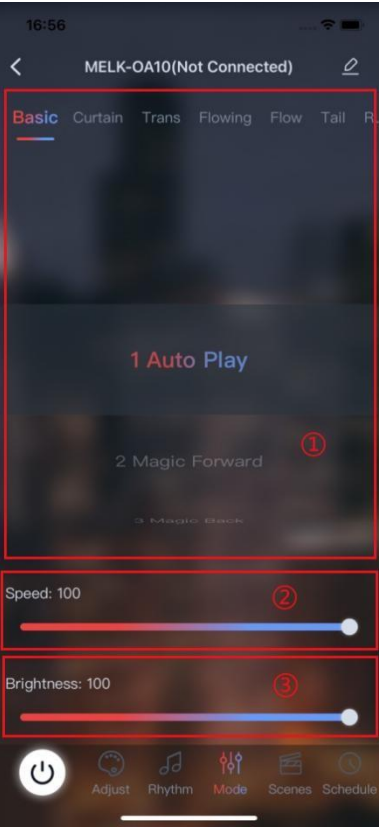 16:56
MELK-OA10(Not Connected)
Basic Curtain Trans Flowing Flow Tail R..
1 Auto Play
①
2 Magic Forward
3 Magic Back
Speed: 100
②
Brightness: 100
③
Adjust Rhythm Mode Scenes Schedule